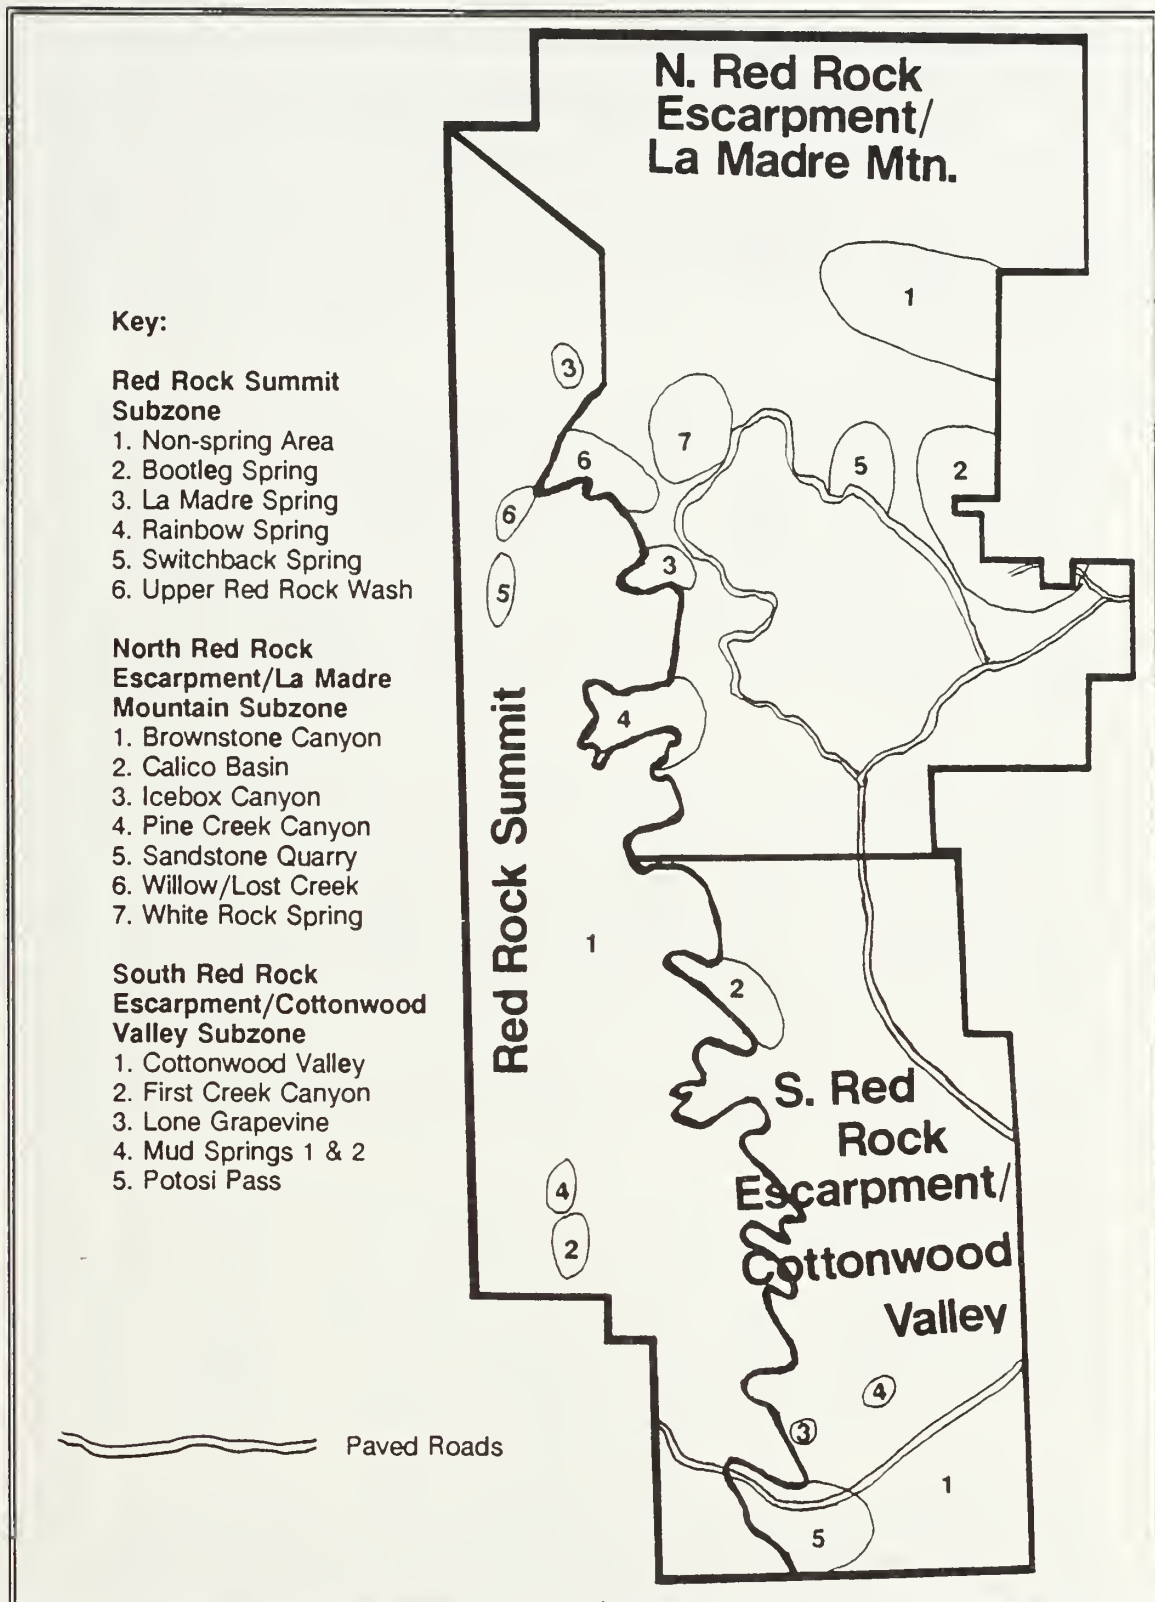 N. Red Rock
Escarpment/
La Madre Mtn.
1
Key:
Red Rock Summit
Subzone
1. Non-spring Area
2. Bootleg Spring
3. La Madre Spring
4. Rainbow Spring
5. Switchback Spring
6. Upper Red Rock Wash
North Red Rock
Escarpment/La Madre
Mountain Subzone
1. Brownstone Canyon
2. Calico Basin
3. Icebox Canyon
4. Pine Creek Canyon
5. Sandstone Quarry
6. Willow/Lost Creek
7. White Rock Spring
South Red Rock
Escarpment/Cottonwood
Valley Subzone
1. Cottonwood Valley
2. First Creek Canyon
3. Lone Grapevine
4. Mud Springs 1 & 2
5. Potosi Pass
3
7
6
5
2
6
3
5
4
Red Rock Summit
1
2
S. Red
Rock
Escarpment/
Cottonwood
Valley
4
2
4
3
1
5
Paved Roads